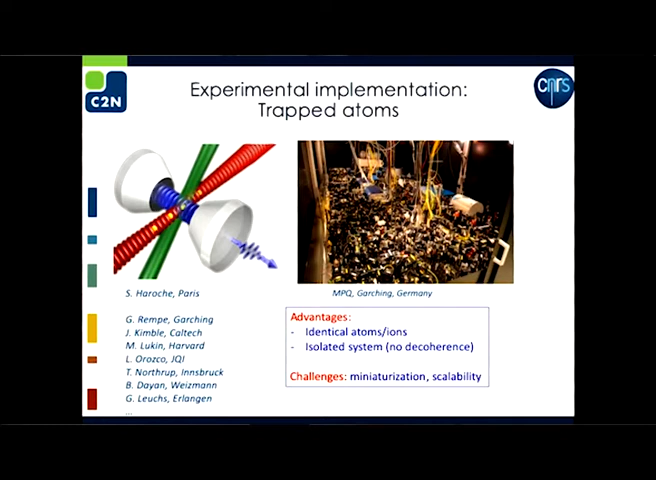 C2N
cnrs
Experimental implementation:
Trapped atoms
S. Haroche, Paris
G. Rempe, Garching
J. Kimble, Caltech
M. Lukin, Harvard
L. Orozco, JQI
T. Northrup, Innsbruck
B. Dayan, Weizmann
G. Leuchs, Erlangen
...
MPQ, Garching, Germany
Advantages:
- Identical atoms/ions
- Isolated system (no decoherence)
Challenges: miniaturization, scalability